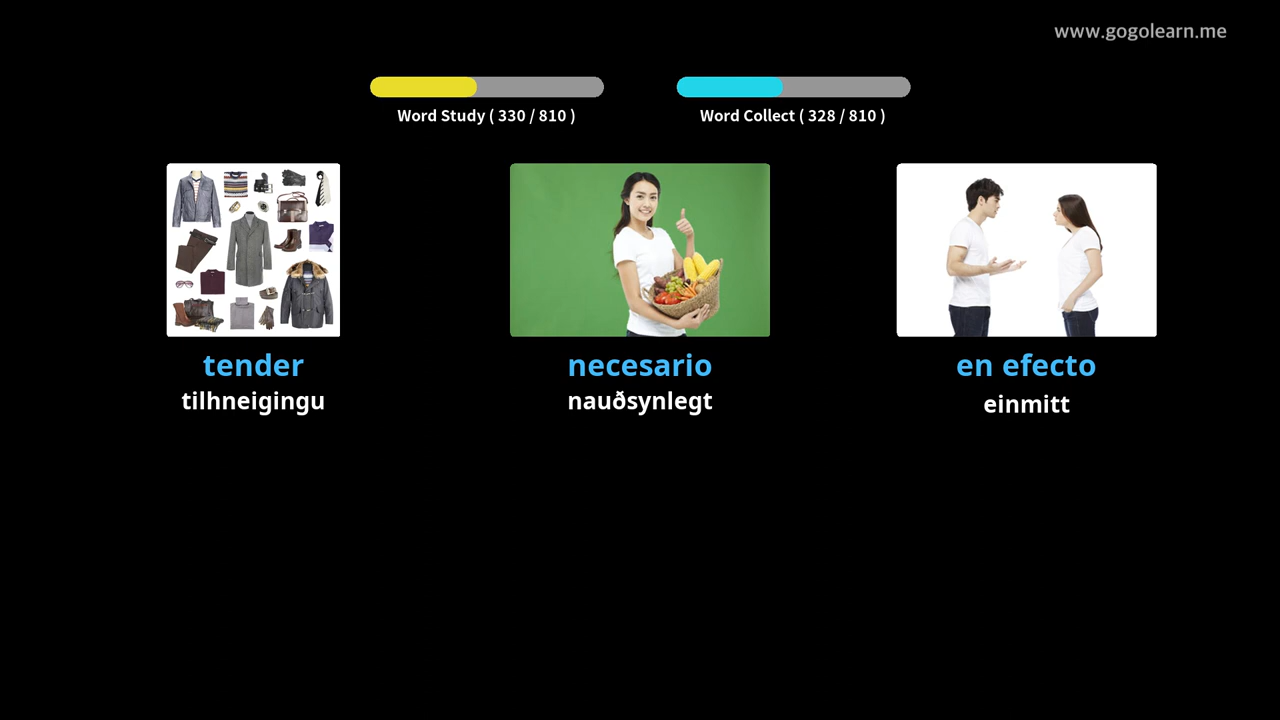 www.gogolearn.me
Word Study ( 330 / 810 )
Word Collect ( 328 / 810 )
tender
tilhneigingu
necesario
nauðsynlegt
en efecto
einmitt